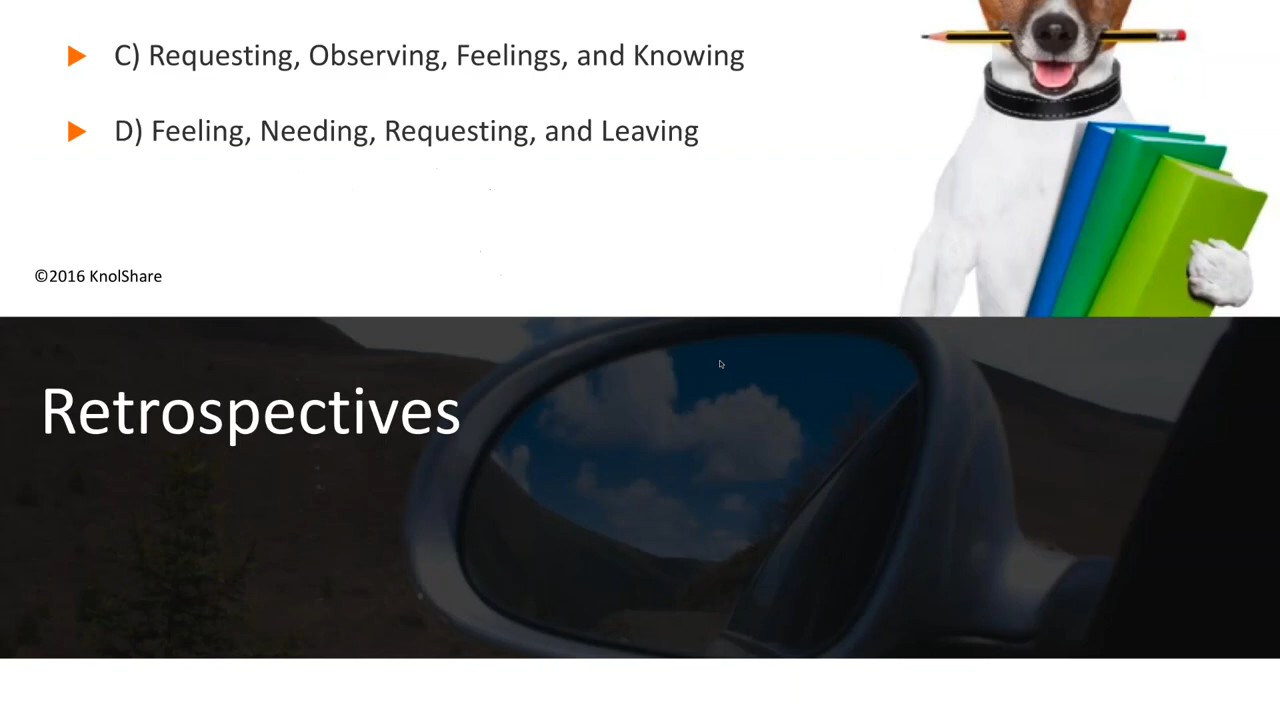 C) Requesting, Observing, Feelings, and Knowing
D) Feeling, Needing, Requesting, and Leaving
©2016 KnolShare
Retrospectives